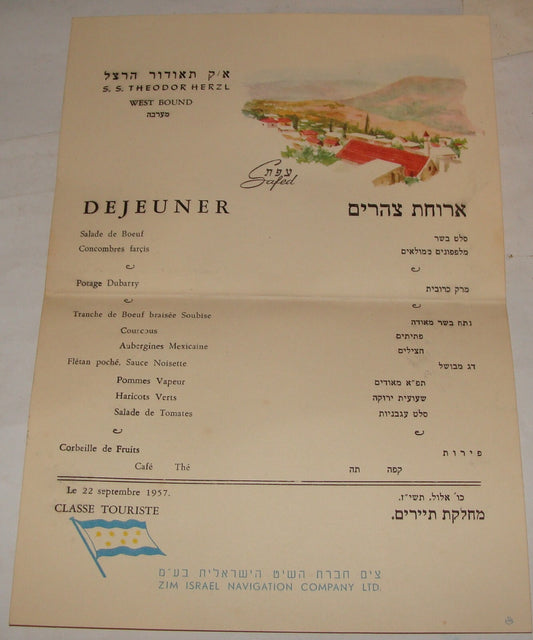 א״ק תאודור הרצל
S. S. THEODOR HERZL
WEST BOUND
מערבה
צפת
Safed
DEJEUNER ארוחת צהרים
Salade de Boeuf סלט בשר
Concombres farçis מלפפונים ממולאים
Potage Dubarry מרק כרובית
Tranche de Boeuf braisée Soubise נתח בשר מאודה
Couscous פתיתים
Aubergines Mexicaine חצילים
Flétan poché, Sauce Noisette דג מבושל
Pommes Vapeur תפ״א מאודים
Haricots Verts שעועית ירוקה
Salade de Tomates סלט עגבניות
Corbeille de Fruits פירות
Café Thé קפה תה
Le 22 septembre 1957. כו׳ אלול, תשי״ז.
CLASSE TOURISTE מחלקת תיירים.
צים חברת השיט הישראלית בע״מ
ZIM ISRAEL NAVIGATION COMPANY LTD.